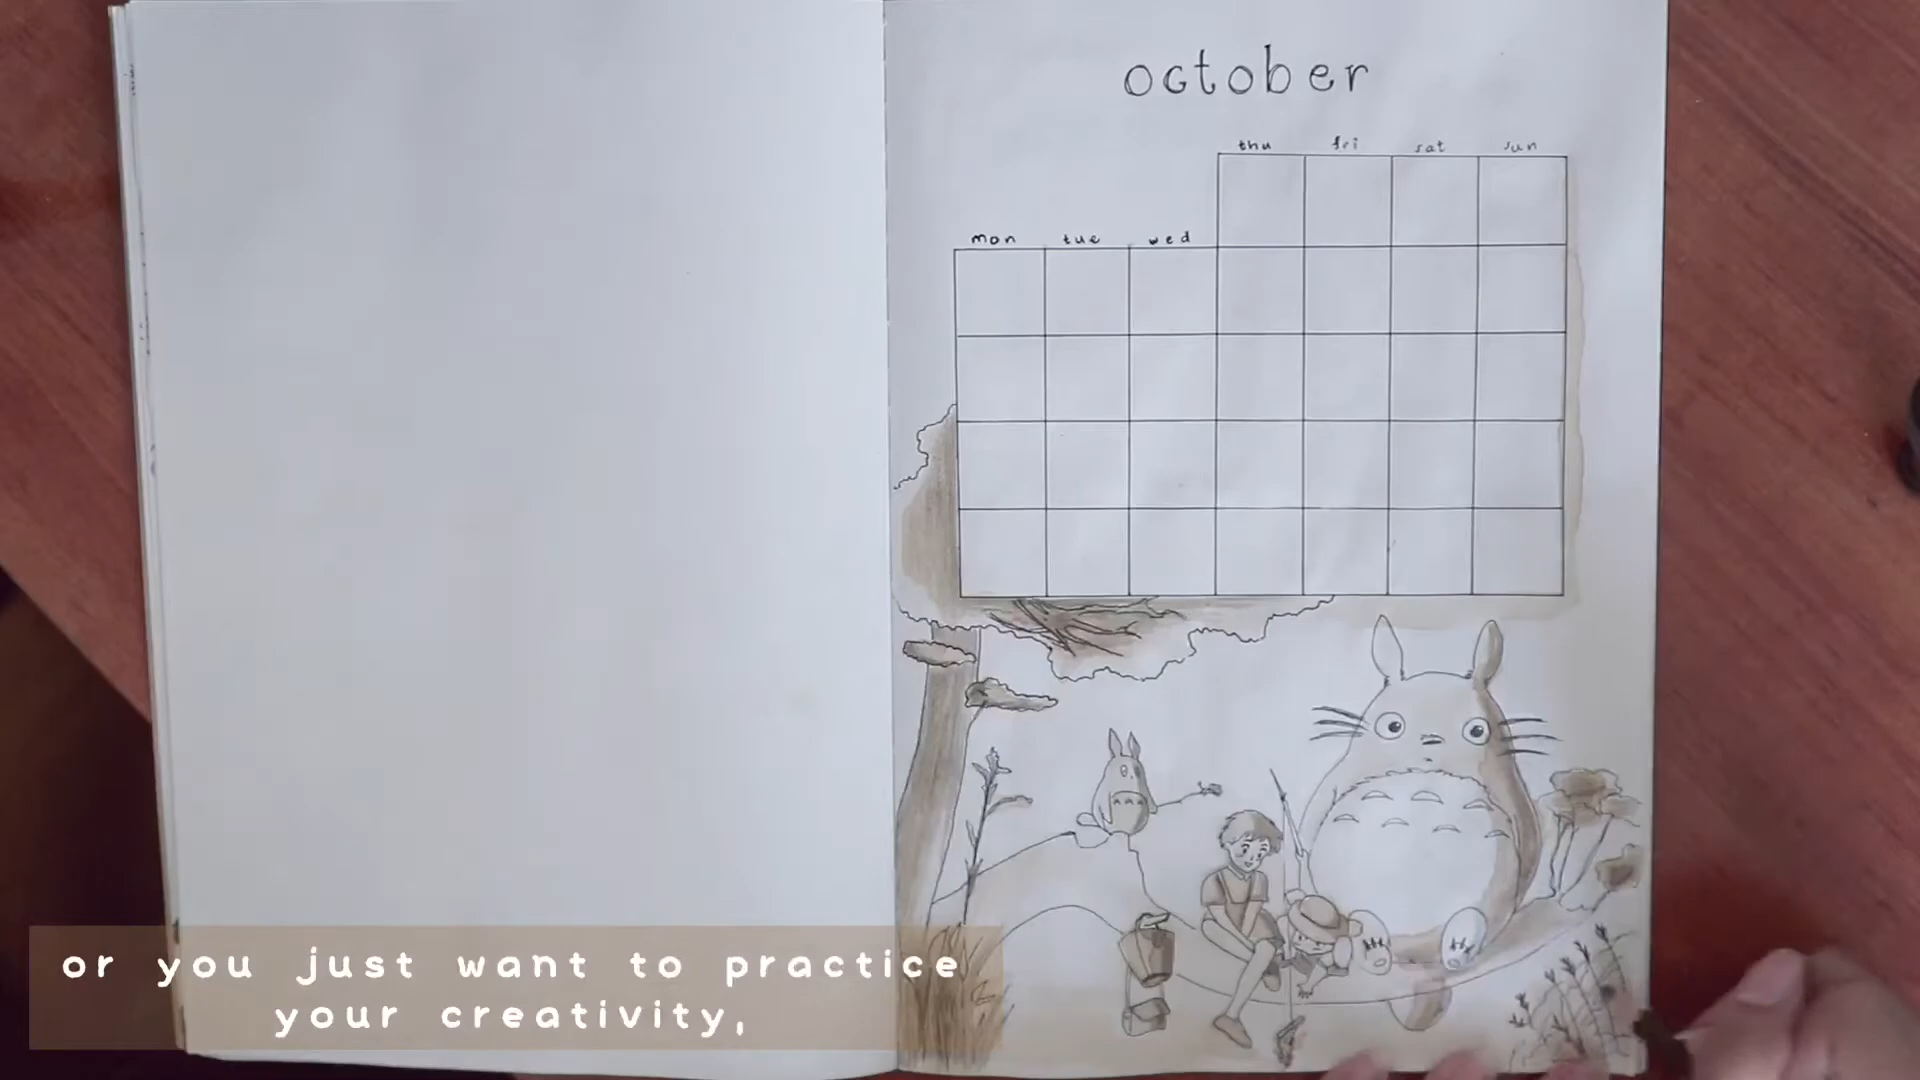 october
thu fri sat sun
mon tue wed
or you just want to practice
your creativity,